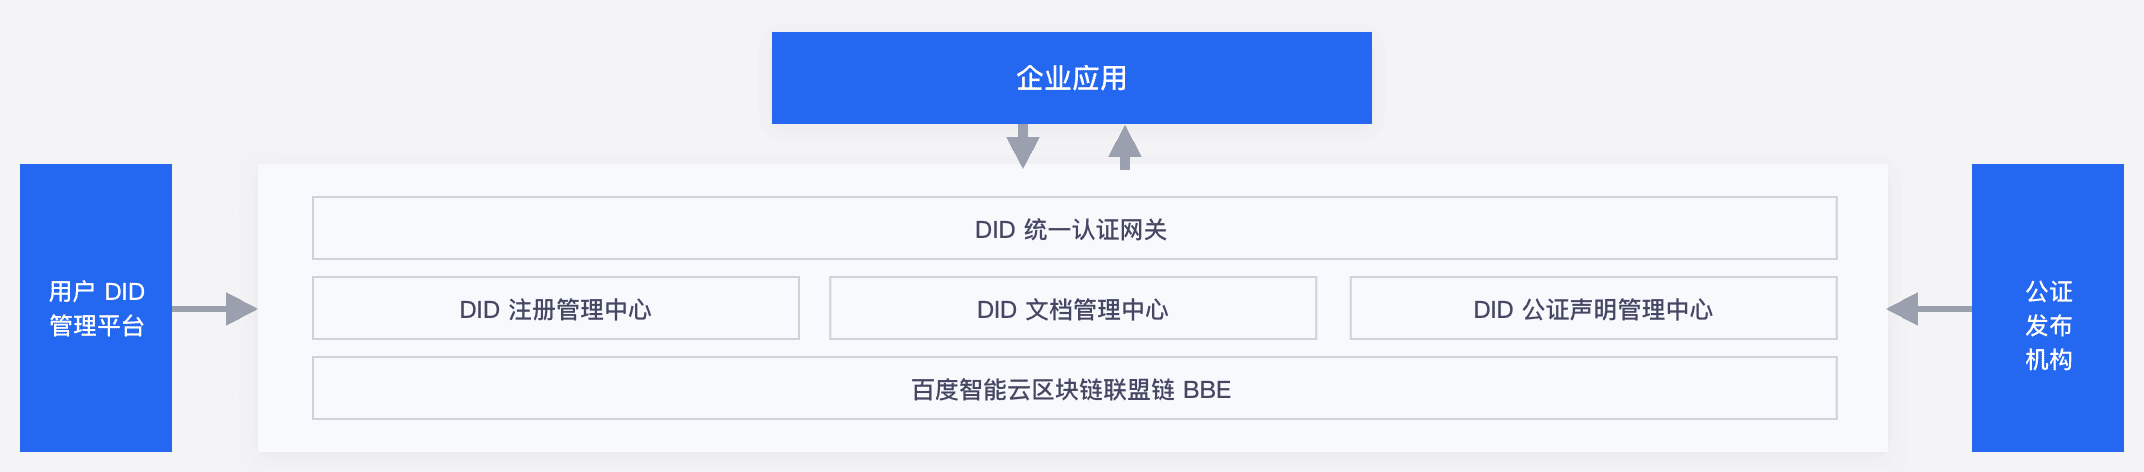 企业应用
用户 DID
管理平台
DID 统一认证网关
DID 注册管理中心
DID 文档管理中心
DID 公证声明管理中心
百度智能云区块链联盟链 BBE
公证
发布
机构